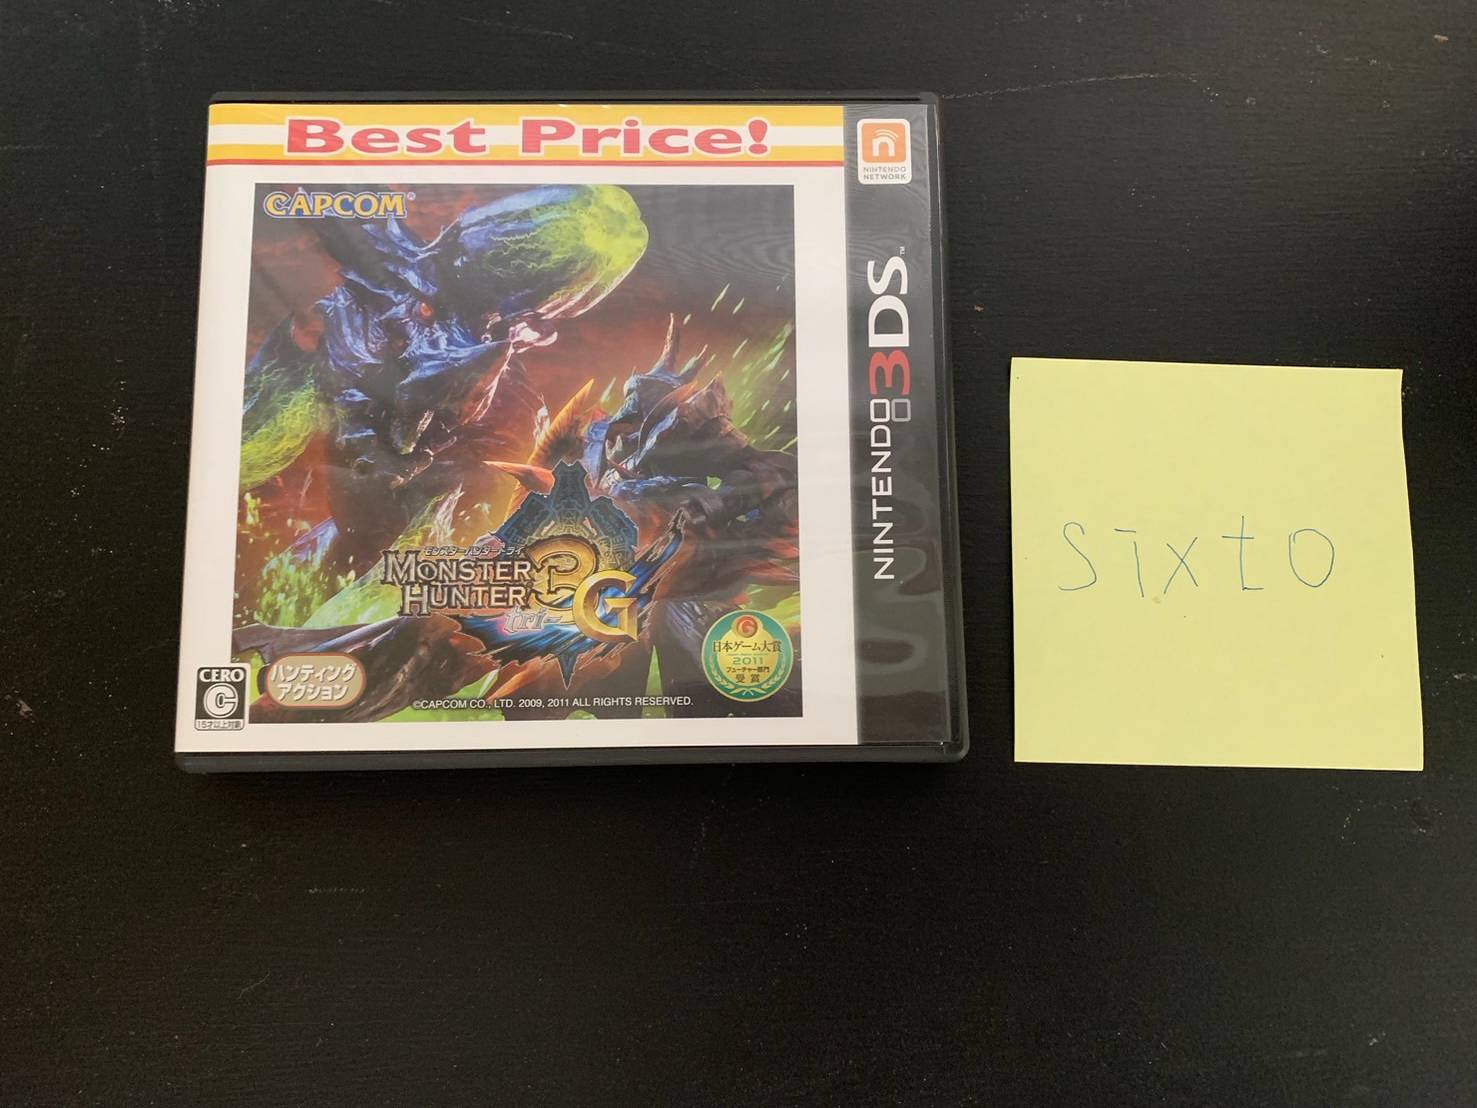 Best Price!
CAPCOM
NINTENDO
NETWORK
NINTENDO 3DS™
モンスターハンター トライ
MONSTER
HUNTER
tri-
3G
日本ゲーム大賞
2011
フューチャー部門
受賞
CERO
C
15才以上対象
ハンティング
アクション
©CAPCOM CO., LTD. 2009, 2011 ALL RIGHTS RESERVED.
sixto